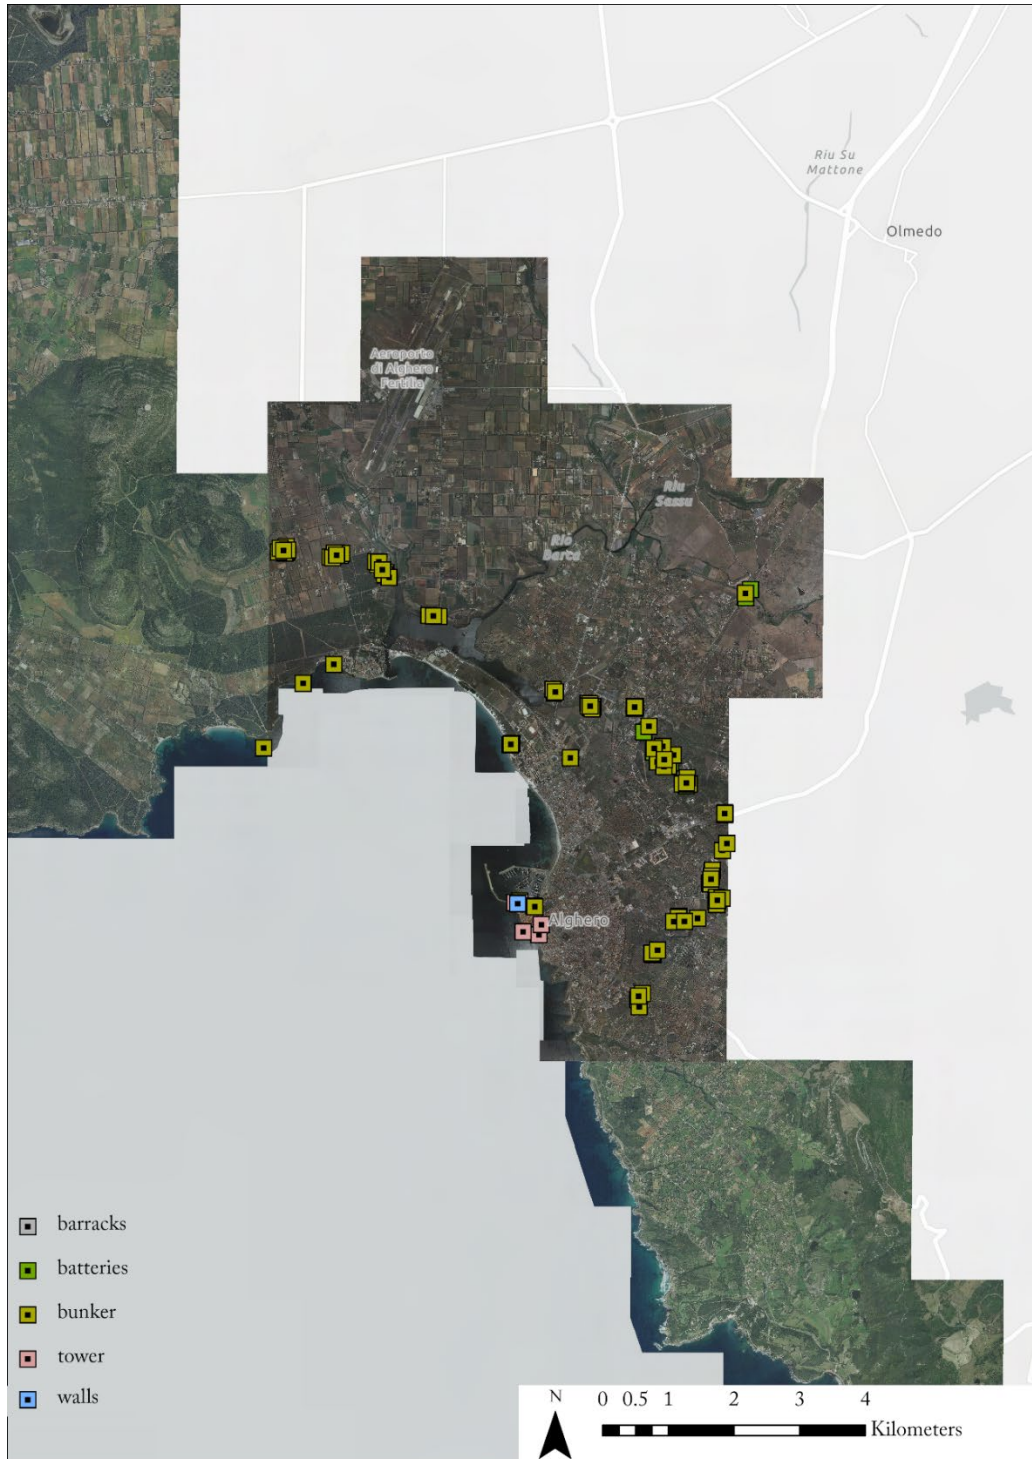 Riu Su
Mattone
Olmedo
Aeroporto
di Alghero
Fertilia
Riu
Sassu
Rio
Barca
Alghero
barracks
batteries
bunker
tower
walls
N
0 0.5 1 2 3 4
Kilometers